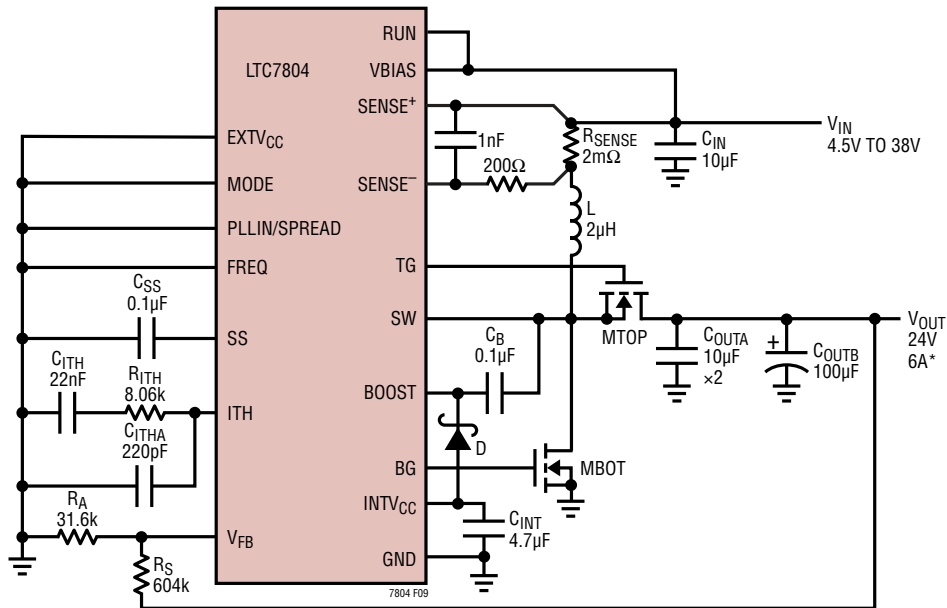 RUN
LTC7804
VBIAS
SENSE+
EXTVCC
1nF
RSENSE
2mΩ
CIN
10µF
VIN
4.5V TO 38V
MODE
SENSE–
200Ω
PLLIN/SPREAD
L
2µH
FREQ
TG
CSS
0.1µF
SS
SW
MTOP
CB
0.1µF
COUTA
10µF
×2
+
COUTB
100µF
VOUT
24V
6A*
CITH
22nF
RITH
8.06k
ITH
BOOST
CITHA
220pF
D
BG
MBOT
RA
31.6k
INTVCC
CINT
4.7µF
VFB
GND
RS
604k
7804 F09